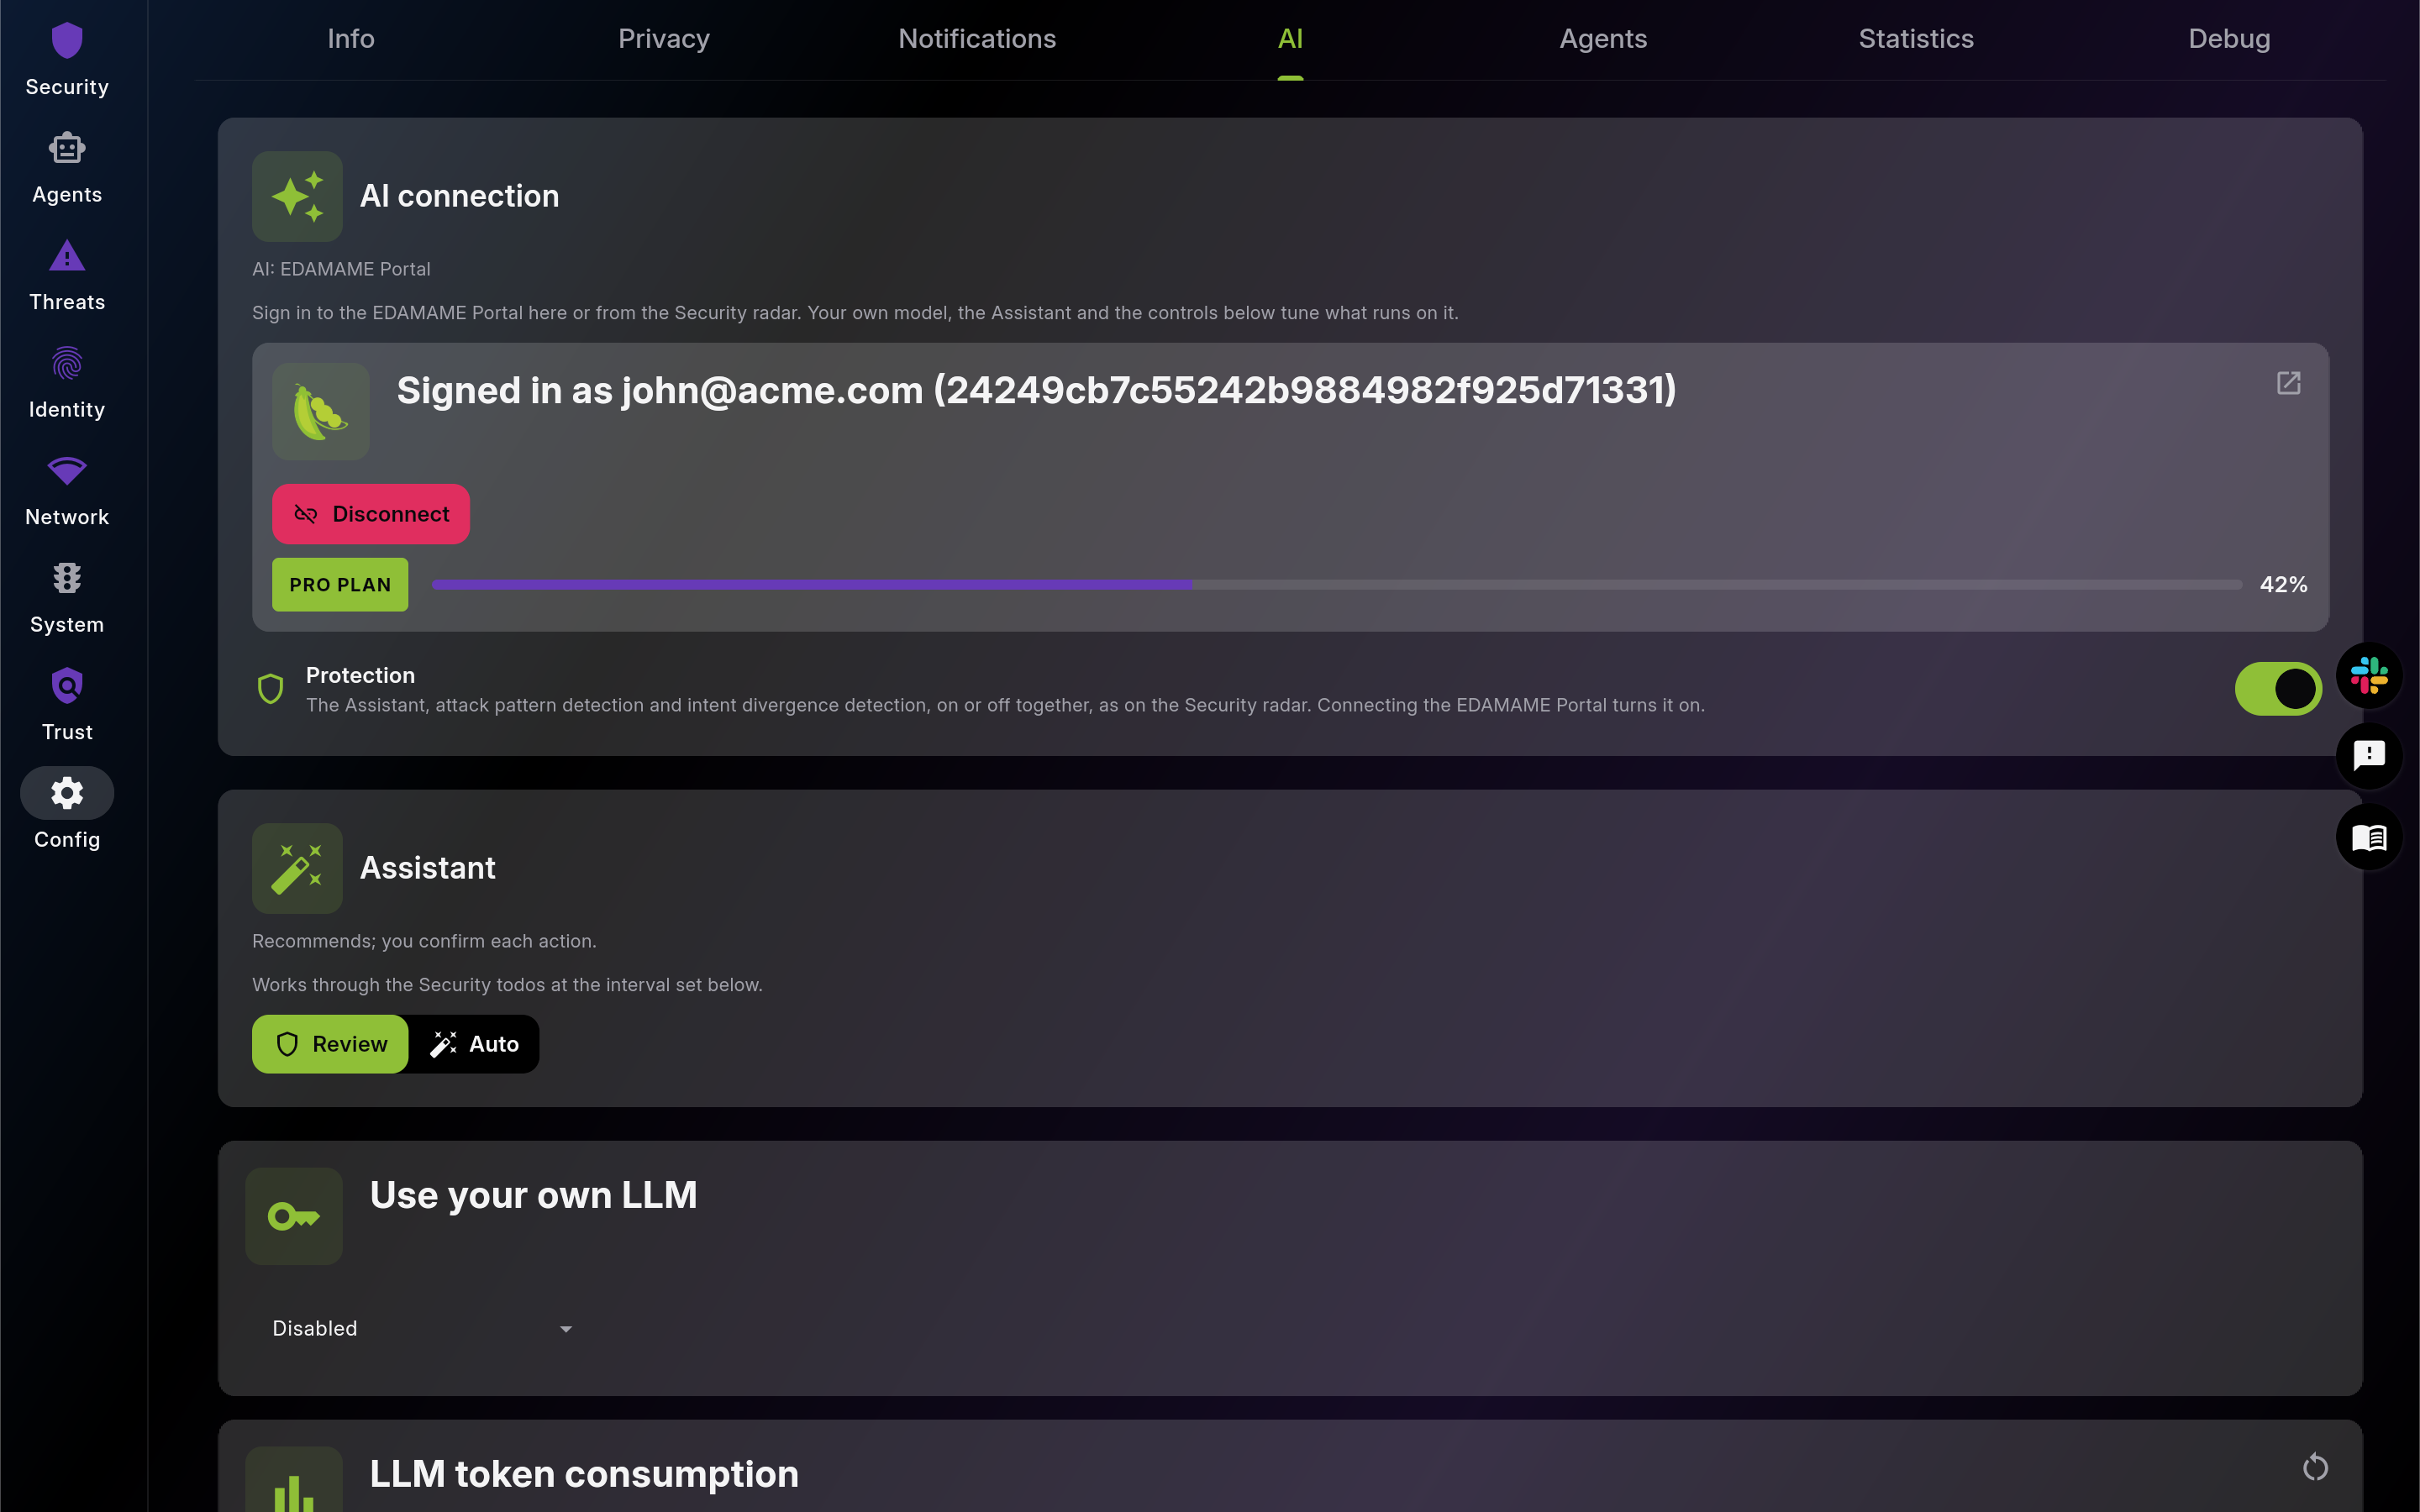 Security
Agents
Threats
Identity
Network
System
Trust
Config
Info
Privacy
Notifications
AI
Agents
Statistics
Debug
AI connection
AI: EDAMAME Portal
Sign in to the EDAMAME Portal here or from the Security radar. Your own model, the Assistant and the controls below tune what runs on it.
Signed in as john@acme.com (24249cb7c55242b9884982f925d71331)
Disconnect
PRO PLAN
42%
Protection
The Assistant, attack pattern detection and intent divergence detection, on or off together, as on the Security radar. Connecting the EDAMAME Portal turns it on.
Assistant
Recommends; you confirm each action.
Works through the Security todos at the interval set below.
Review
Auto
Use your own LLM
Disabled
LLM token consumption